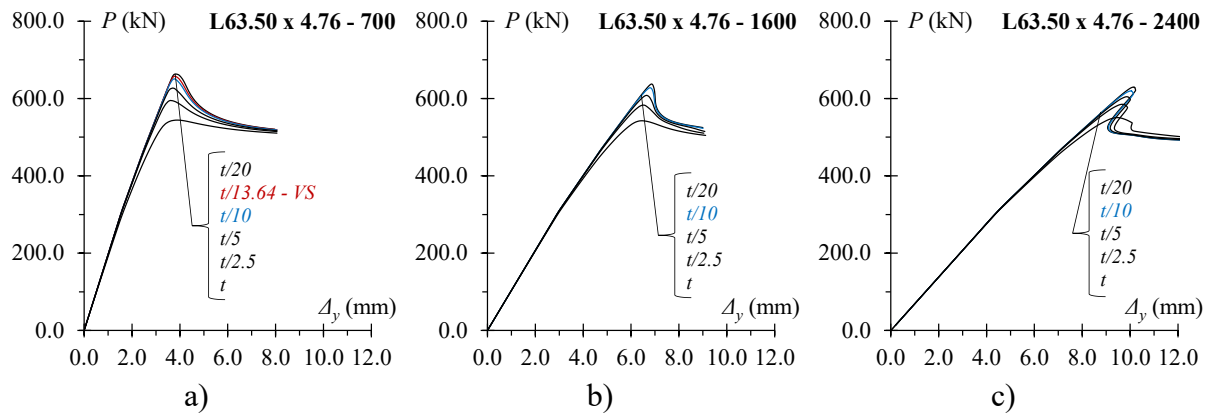 P (kN)
L63.50 x 4.76 - 700
800.0
600.0
400.0
200.0
0.0
t/20
t/13.64 - VS
t/10
t/5
t/2.5
t
Δy (mm)
0.0 2.0 4.0 6.0 8.0 10.0 12.0
a)
P (kN)
L63.50 x 4.76 - 1600
800.0
600.0
400.0
200.0
0.0
t/20
t/10
t/5
t/2.5
t
Δy (mm)
0.0 2.0 4.0 6.0 8.0 10.0 12.0
b)
P (kN)
L63.50 x 4.76 - 2400
800.0
600.0
400.0
200.0
0.0
t/20
t/10
t/5
t/2.5
t
Δy (mm)
0.0 2.0 4.0 6.0 8.0 10.0 12.0
c)